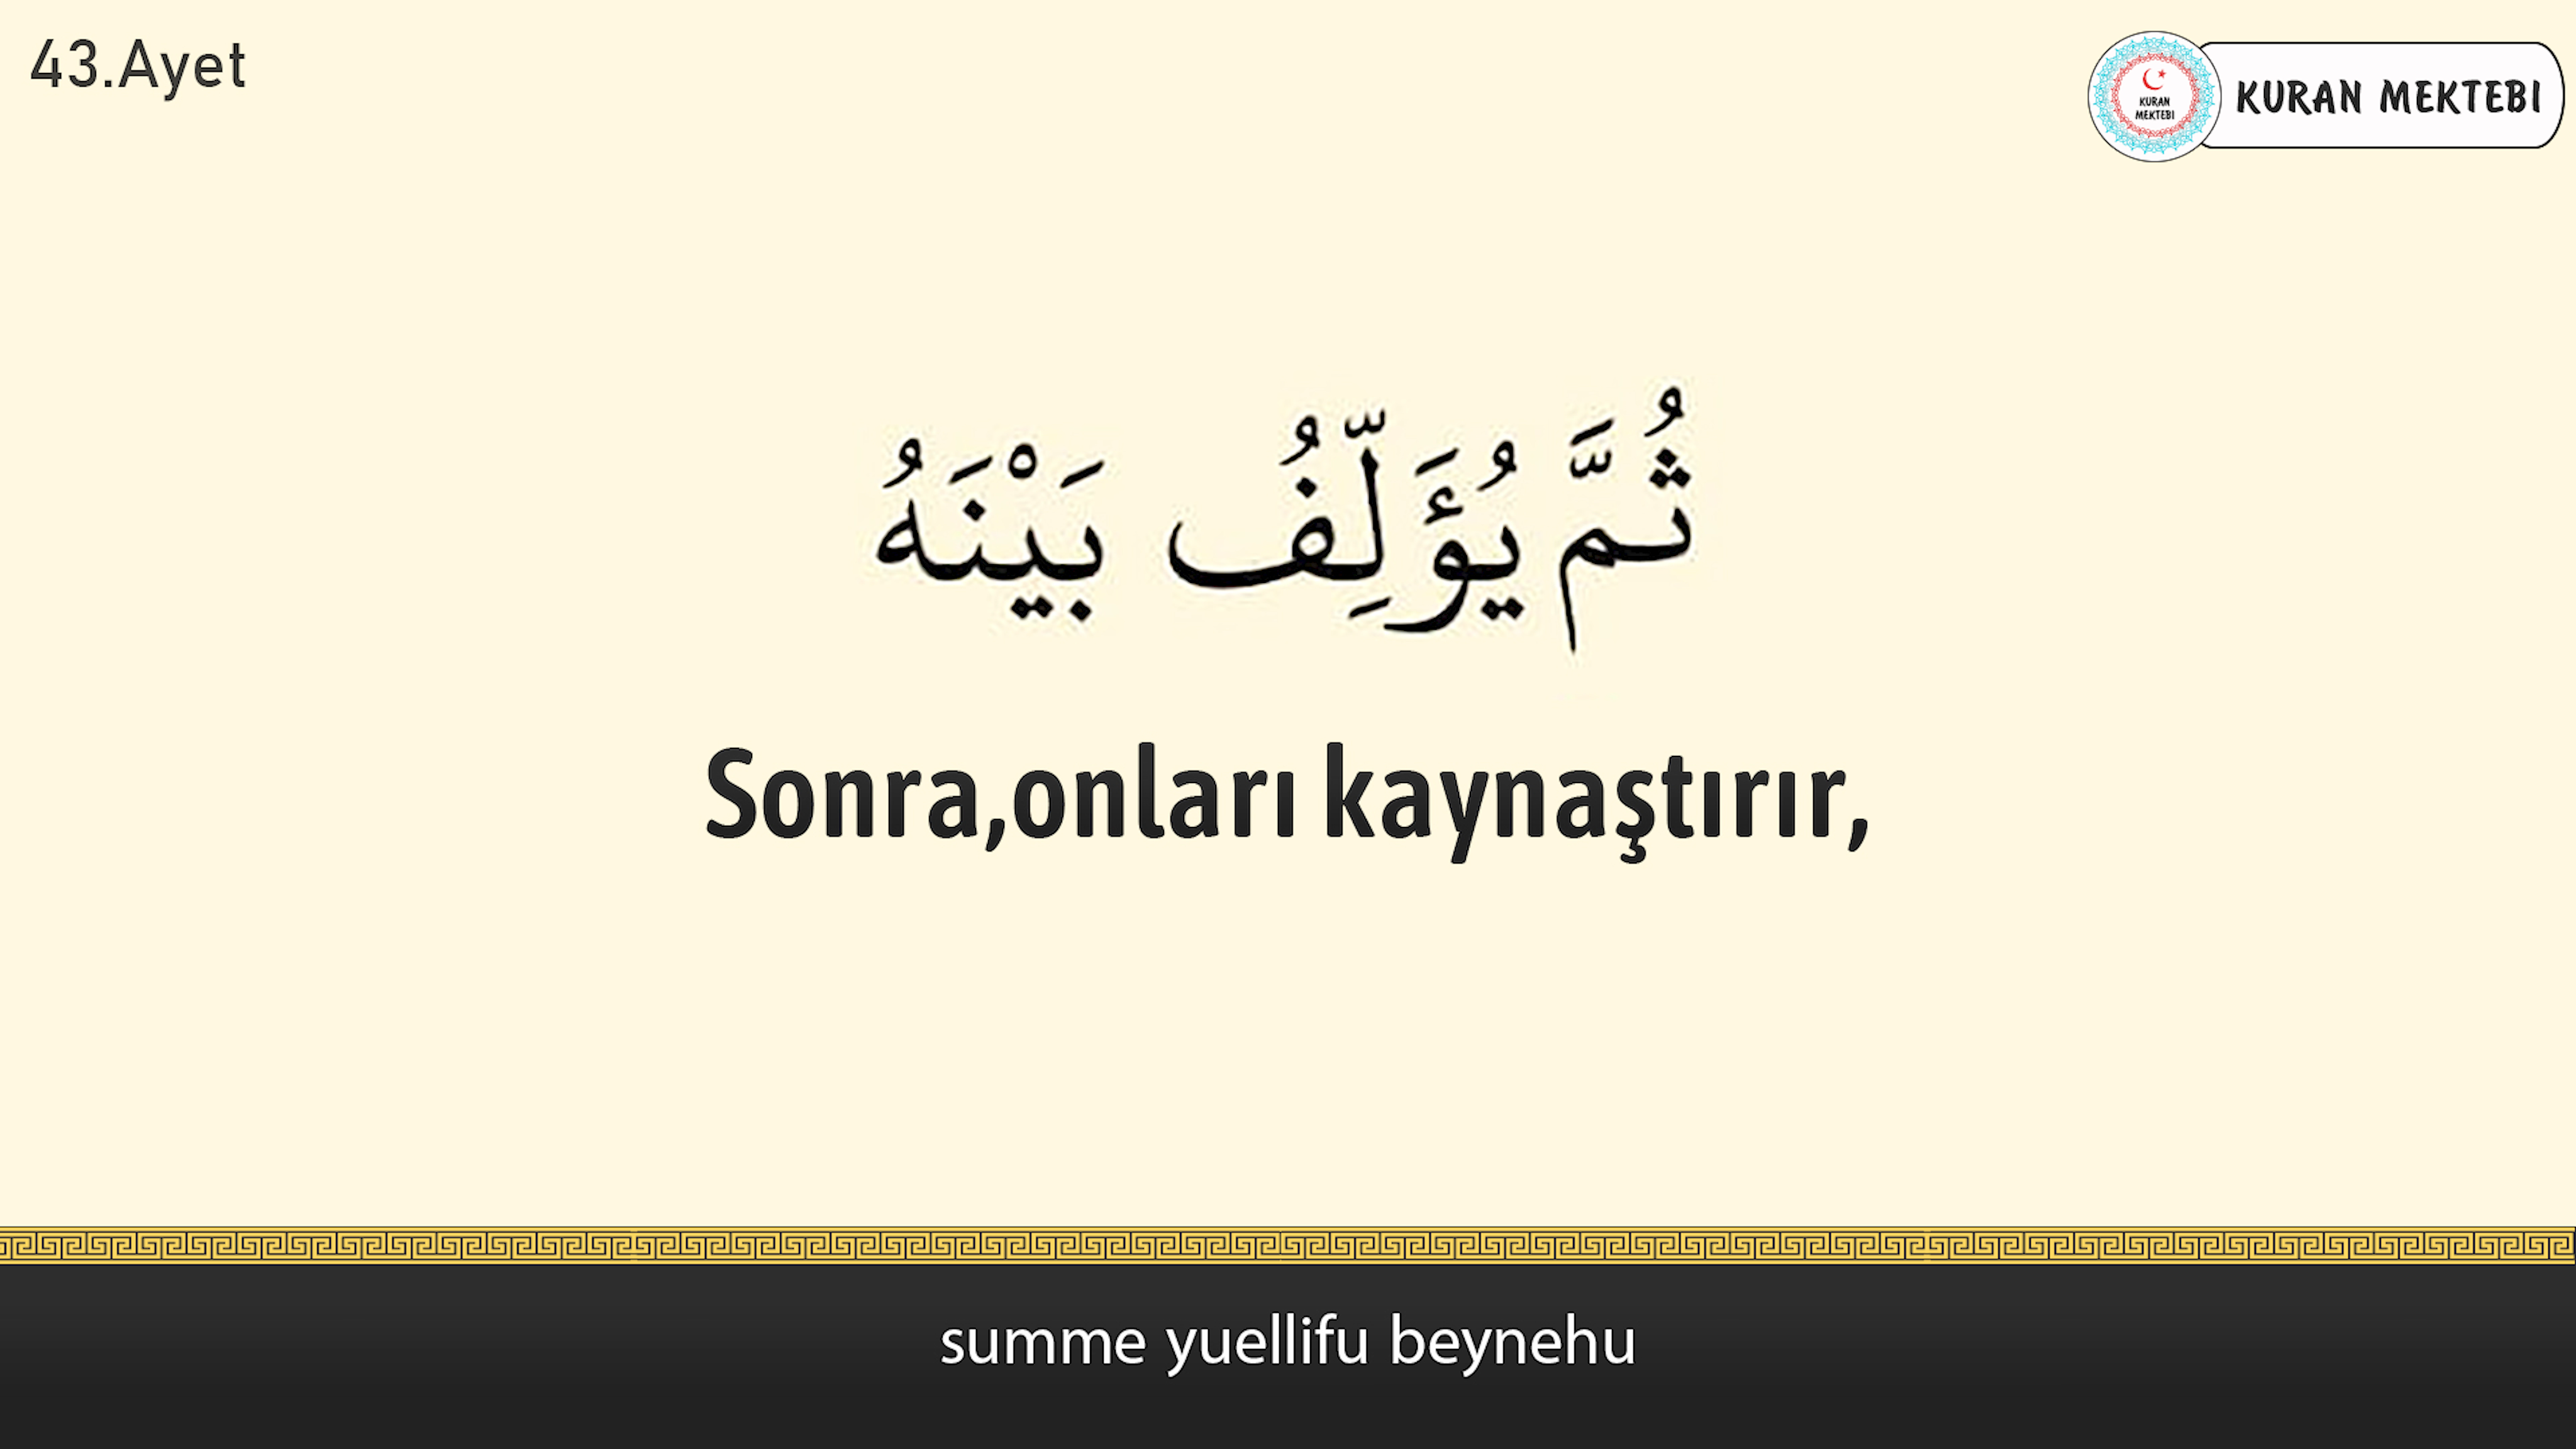 43.Ayet
KURAN
MEKTEBI
KURAN MEKTEBI
ثُمَّ يُؤَلِّفُ بَيْنَهُ
Sonra,onları kaynaştırır,
summe yuellifu beynehu